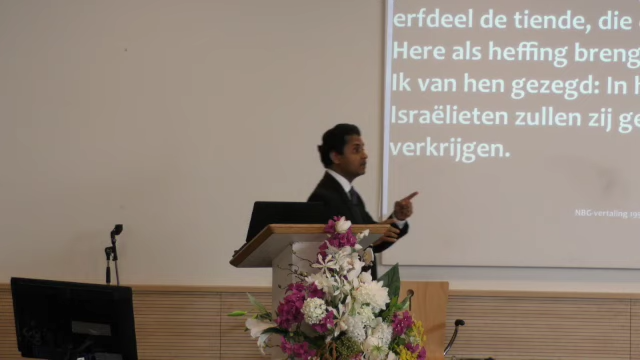 erfdeel de tiende, die
Here als heffing breng
Ik van hen gezegd: In
Israëlieten zullen zij ge
verkrijgen.
NBG-vertaling 195